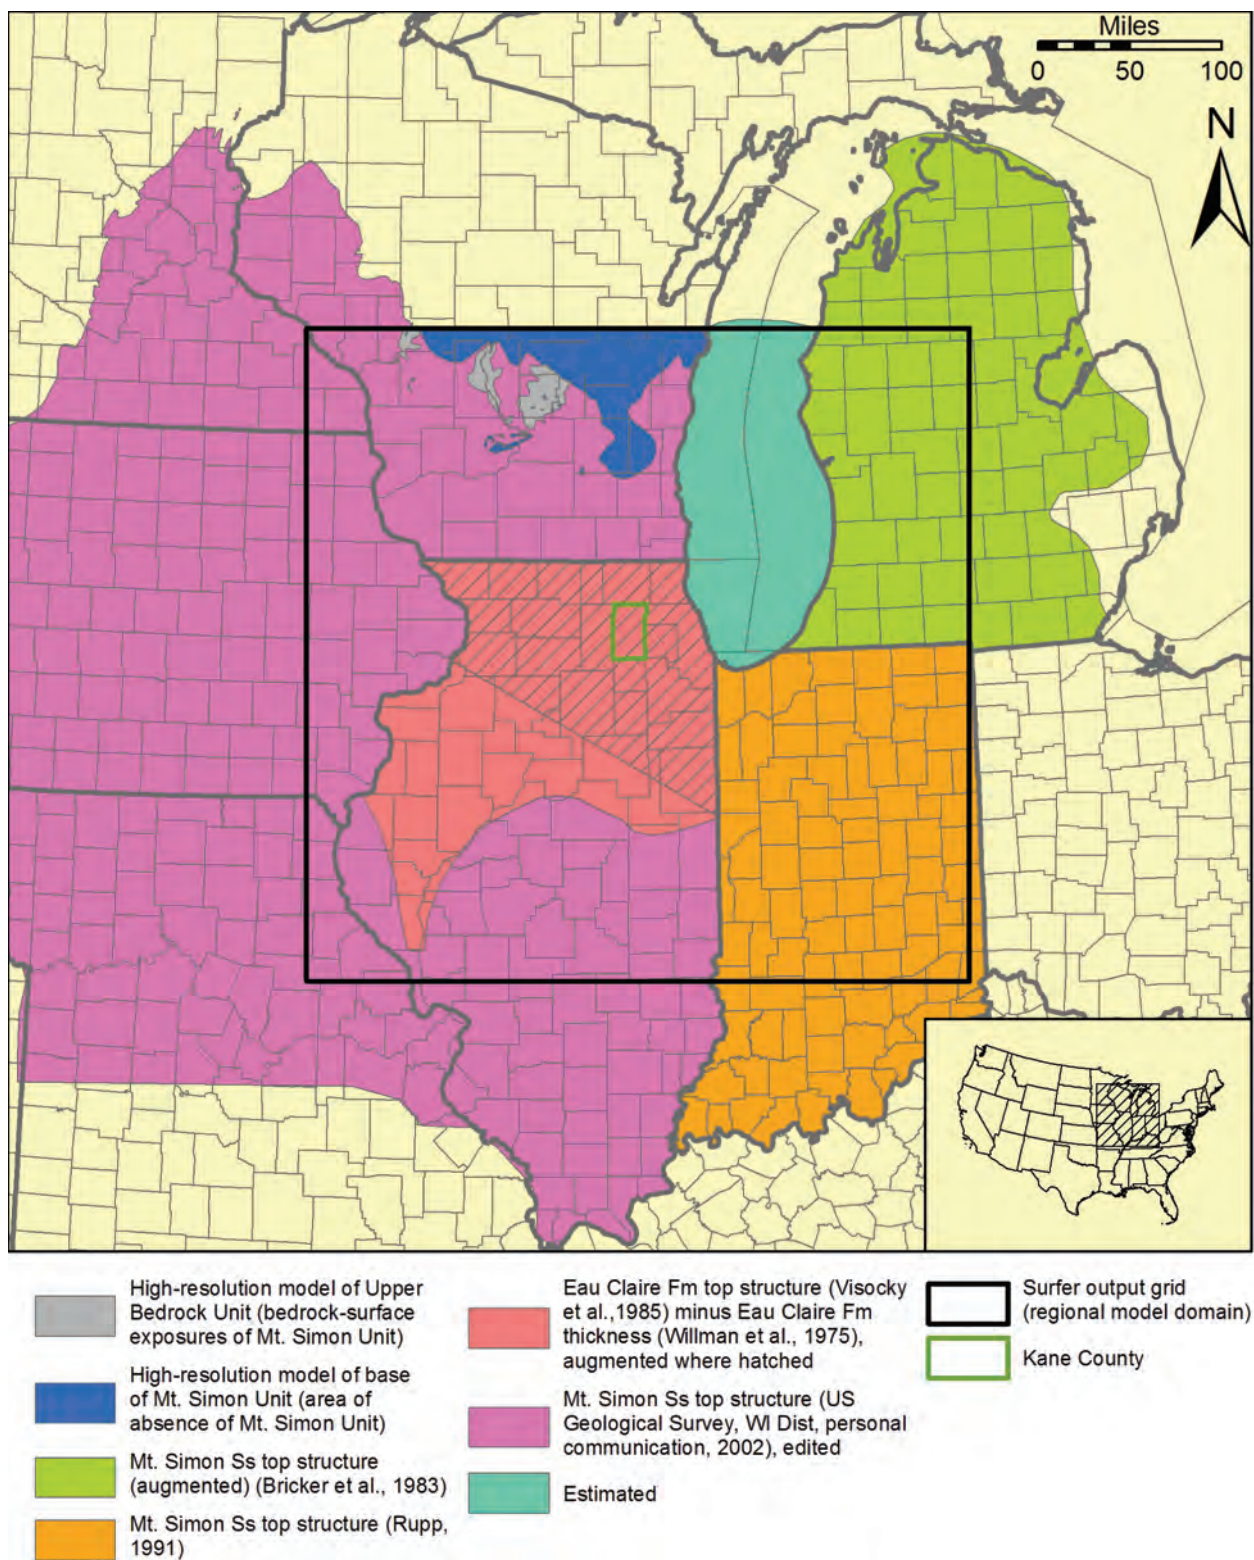 Miles
0 50 100
N
High-resolution model of Upper
Bedrock Unit (bedrock-surface
exposures of Mt. Simon Unit)
High-resolution model of base
of Mt. Simon Unit (area of
absence of Mt. Simon Unit)
Mt. Simon Ss top structure
(augmented) (Bricker et al., 1983)
Mt. Simon Ss top structure (Rupp,
1991)
Eau Claire Fm top structure (Visocky
et al.,1985) minus Eau Claire Fm
thickness (Willman et al., 1975),
augmented where hatched
Mt. Simon Ss top structure (US
Geological Survey, WI Dist, personal
communication, 2002), edited
Estimated
Surfer output grid
(regional model domain)
Kane County